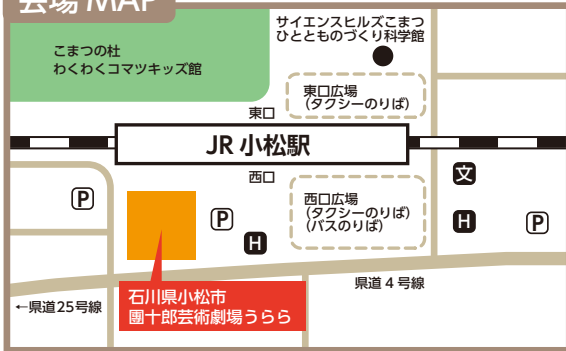 会場 MAP
サイエンスヒルズこまつ
ひとものづくり科学館
こまつの杜
わくわくコマツキッズ館
東口広場
（タクシーのりば）
東口
JR 小松駅
西口
文
P
P
西口広場
（タクシーのりば）
（バスのりば）
H
P
H
県道４号線
←県道25号線
石川県小松市
團十郎芸術劇場うらら